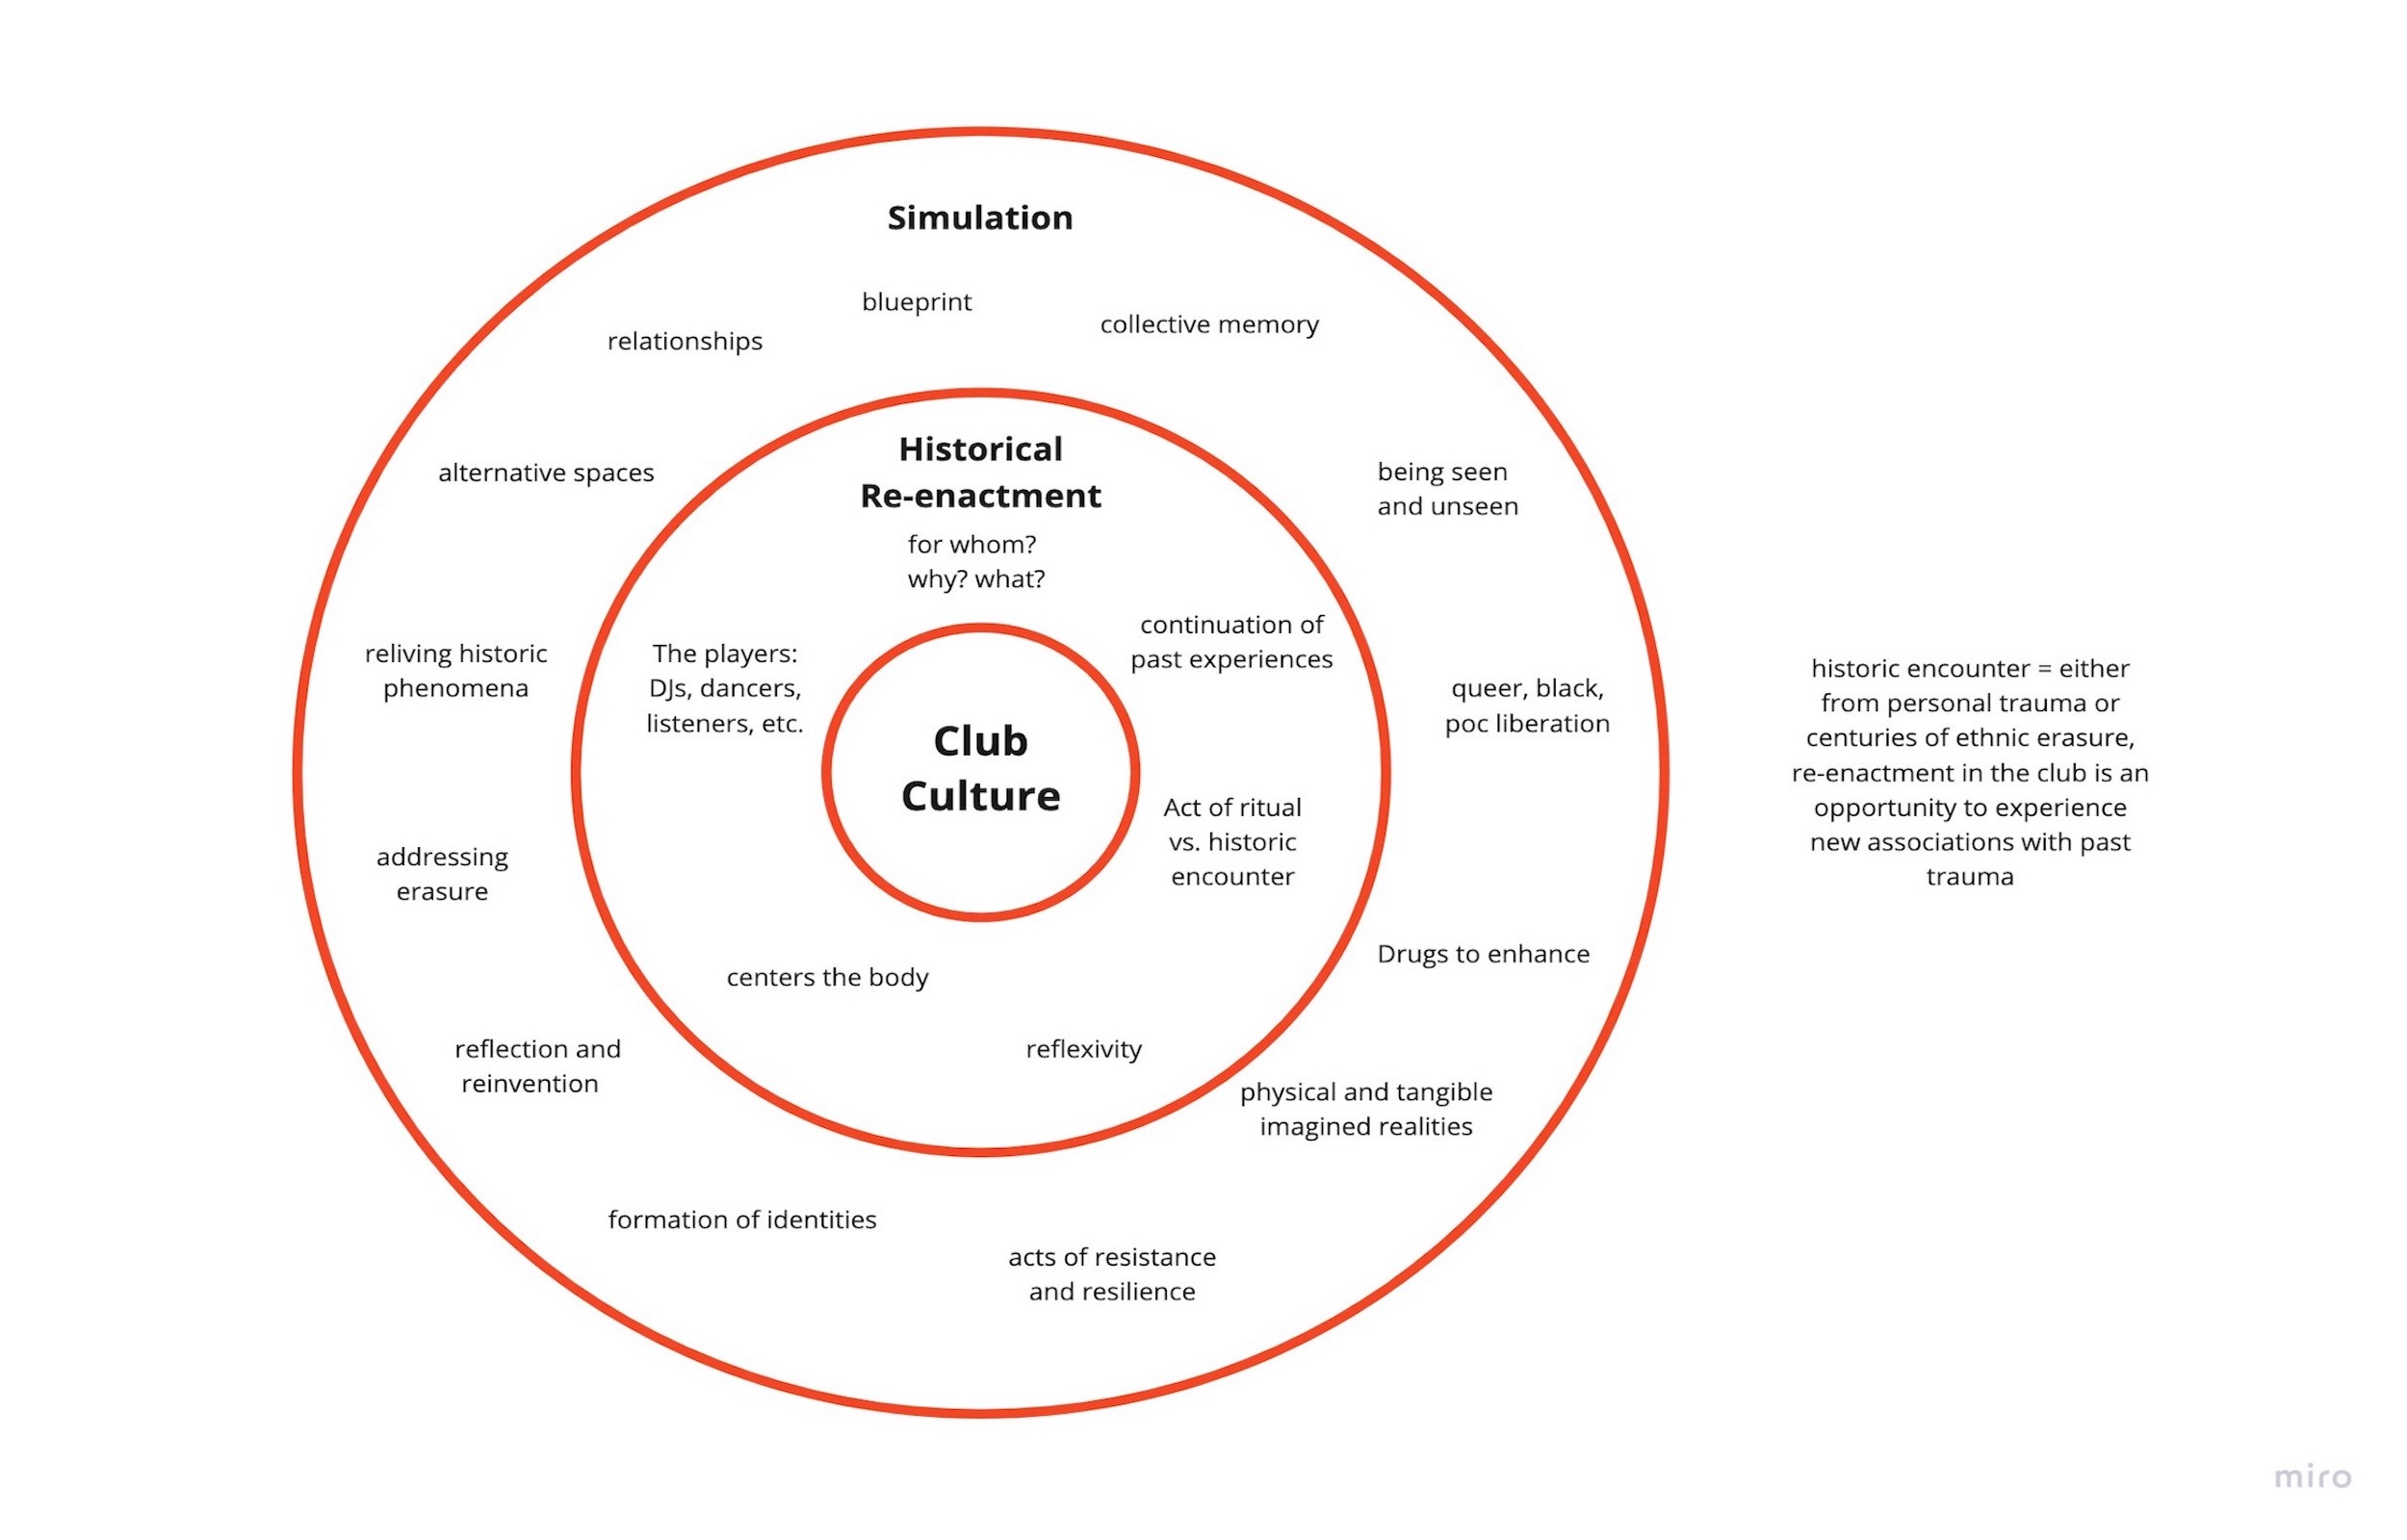 Simulation
blueprint
collective memory
relationships
alternative spaces
being seen
and unseen
Historical
Re-enactment
for whom?
why? what?
continuation of
past experiences
reliving historic
phenomena
The players:
DJs, dancers,
listeners, etc.
queer, black,
poc liberation
Club
Culture
Act of ritual
vs. historic
encounter
addressing
erasure
centers the body
Drugs to enhance
reflection and
reinvention
reflexivity
physical and tangible
imagined realities
formation of identities
acts of resistance
and resilience
historic encounter = either
from personal trauma or
centuries of ethnic erasure,
re-enactment in the club is an
opportunity to experience
new associations with past
trauma
miro